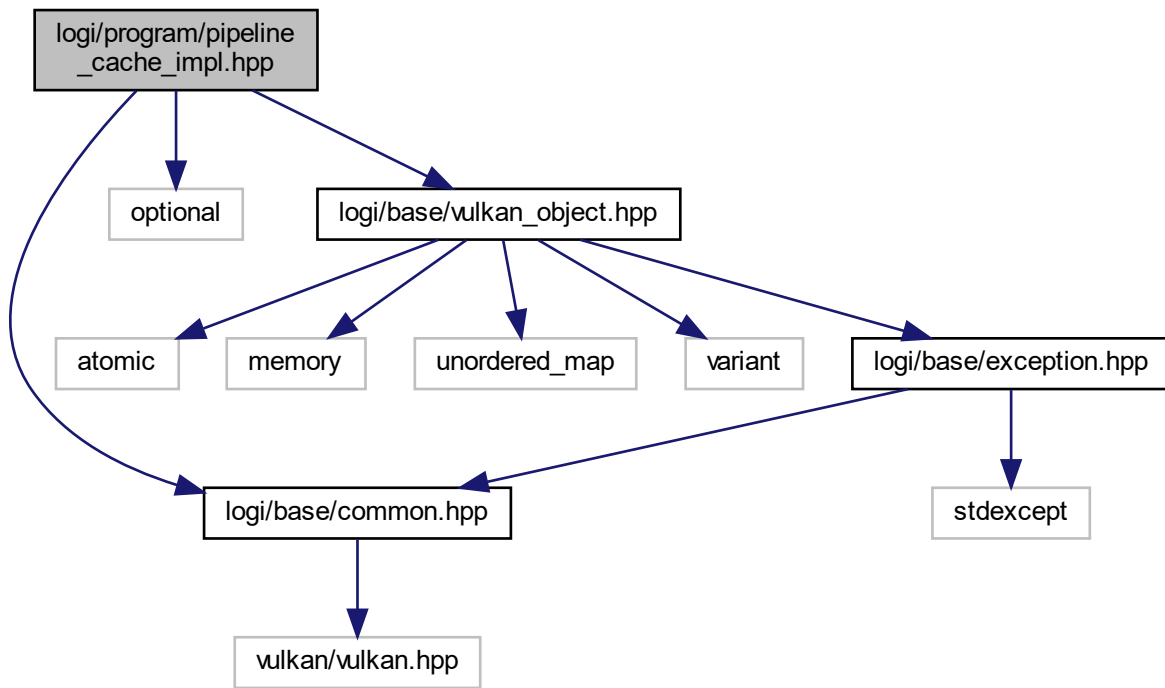 logi/program/pipeline
_cache_impl.hpp
optional
logi/base/vulkan_object.hpp
atomic
memory
unordered_map
variant
logi/base/exception.hpp
logi/base/common.hpp
stdexcept
vulkan/vulkan.hpp